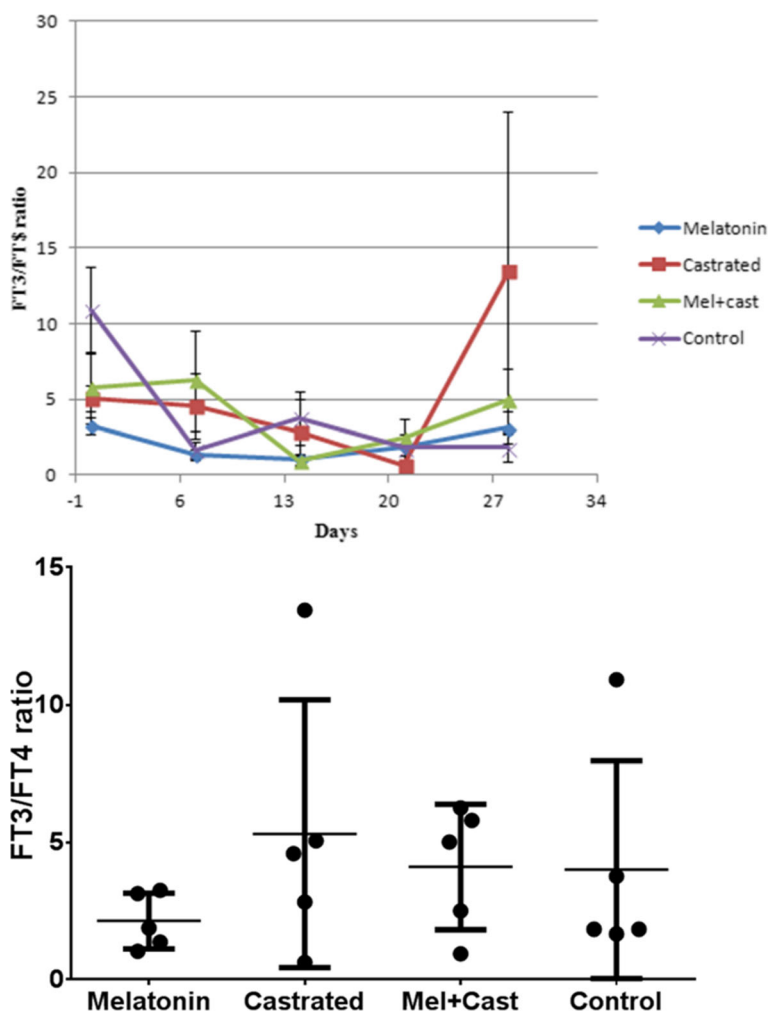 30
25
20
15
10
5
0
FT3/FT$ ratio
-1 6 13 20 27 34
Days
Melatonin
Castrated
Mel+cast
Control
15
10
5
0
FT3/FT4 ratio
Melatonin Castrated Mel+Cast Control